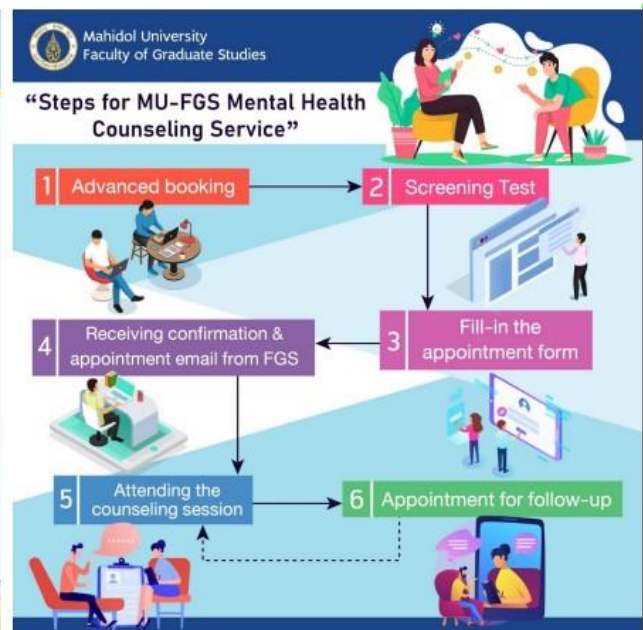 Mahidol University
Faculty of Graduate Studies
“Steps for MU-FGS Mental Health
Counseling Service”
1 Advanced booking
2 Screening Test
3 Fill-in the
appointment form
4 Receiving confirmation &
appointment email from FGS
5 Attending the
counseling session
6 Appointment for follow-up